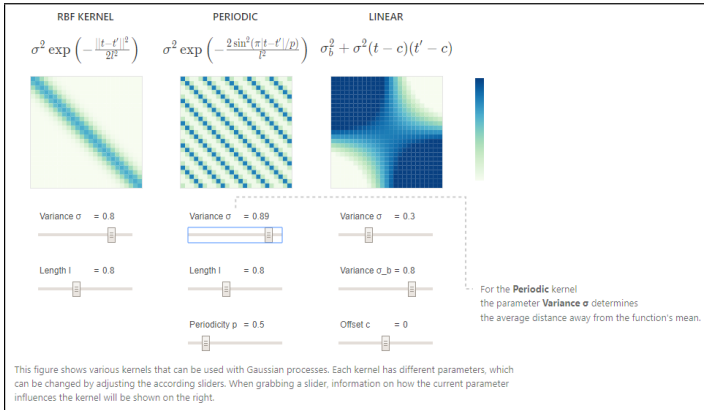 RBF KERNEL PERIODIC LINEAR
σ² exp(−||t−t′||²/2l²) σ² exp(−2 sin²(π|t−t′|/p)/l²) σ_b² + σ²(t − c)(t′ − c)
Variance σ = 0.8 Variance σ = 0.89 Variance σ = 0.3
Length l = 0.8 Length l = 0.8 Variance σ_b = 0.8
Periodicity p = 0.5 Offset c = 0
For the Periodic kernel
the parameter Variance σ determines
the average distance away from the function's mean.
This figure shows various kernels that can be used with Gaussian processes. Each kernel has different parameters, which
can be changed by adjusting the according sliders. When grabbing a slider, information on how the current parameter
influences the kernel will be shown on the right.